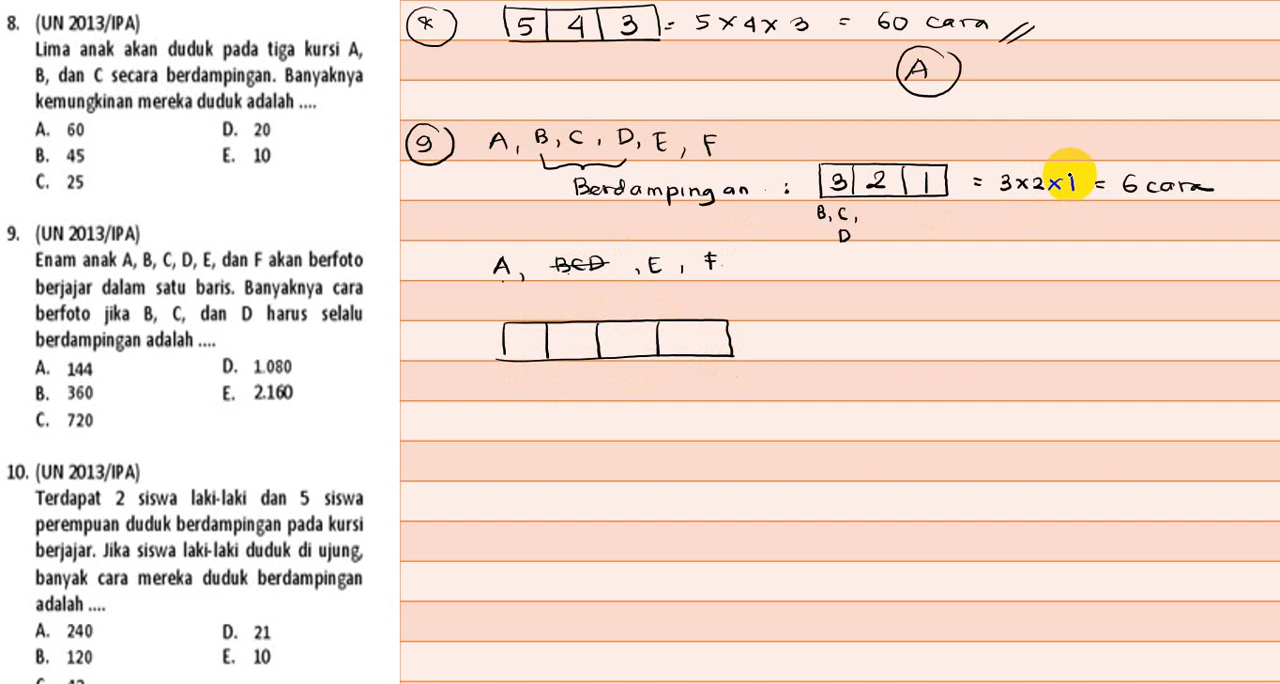 8. (UN 2013/IPA)
Lima anak akan duduk pada tiga kursi A,
B, dan C secara berdampingan. Banyaknya
kemungkinan mereka duduk adalah ....
A. 60 D. 20
B. 45 E. 10
C. 25
9. (UN 2013/IPA)
Enam anak A, B, C, D, E, dan F akan berfoto
berjajar dalam satu baris. Banyaknya cara
berfoto jika B, C, dan D harus selalu
berdampingan adalah ....
A. 144 D. 1.080
B. 360 E. 2.160
C. 720
10. (UN 2013/IPA)
Terdapat 2 siswa laki-laki dan 5 siswa
perempuan duduk berdampingan pada kursi
berjajar. Jika siswa laki-laki duduk di ujung,
banyak cara mereka duduk berdampingan
adalah ....
A. 240 D. 21
B. 120 E. 10
8 5 4 3 = 5 x 4 x 3 = 60 cara
A
9 A, B, C, D, E, F
Berdampingan : 3 2 1 = 3x2x1 = 6 cara
B, C,
D
A, BCD, E, F